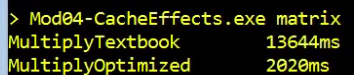 > Mod04-CacheEffects.exe matrix
MultiplyTextbook 13644ms
MultiplyOptimized 2020ms